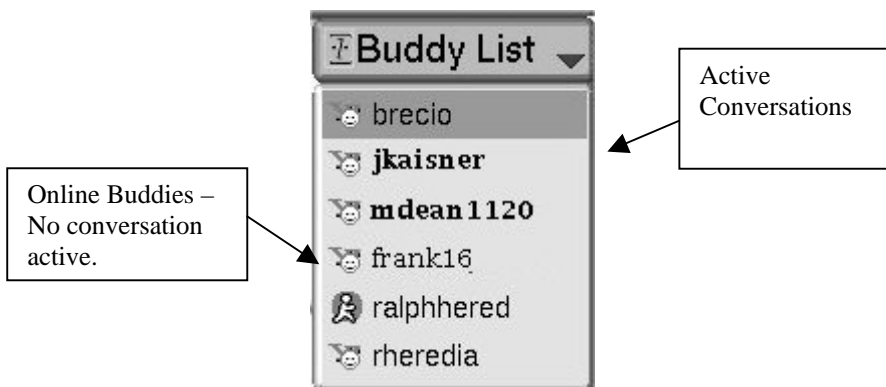 Buddy List
Active
Conversations
brecio
jkaisner
mdean1120
Online Buddies –
No conversation
active.
frank16
ralphhered
rheredia